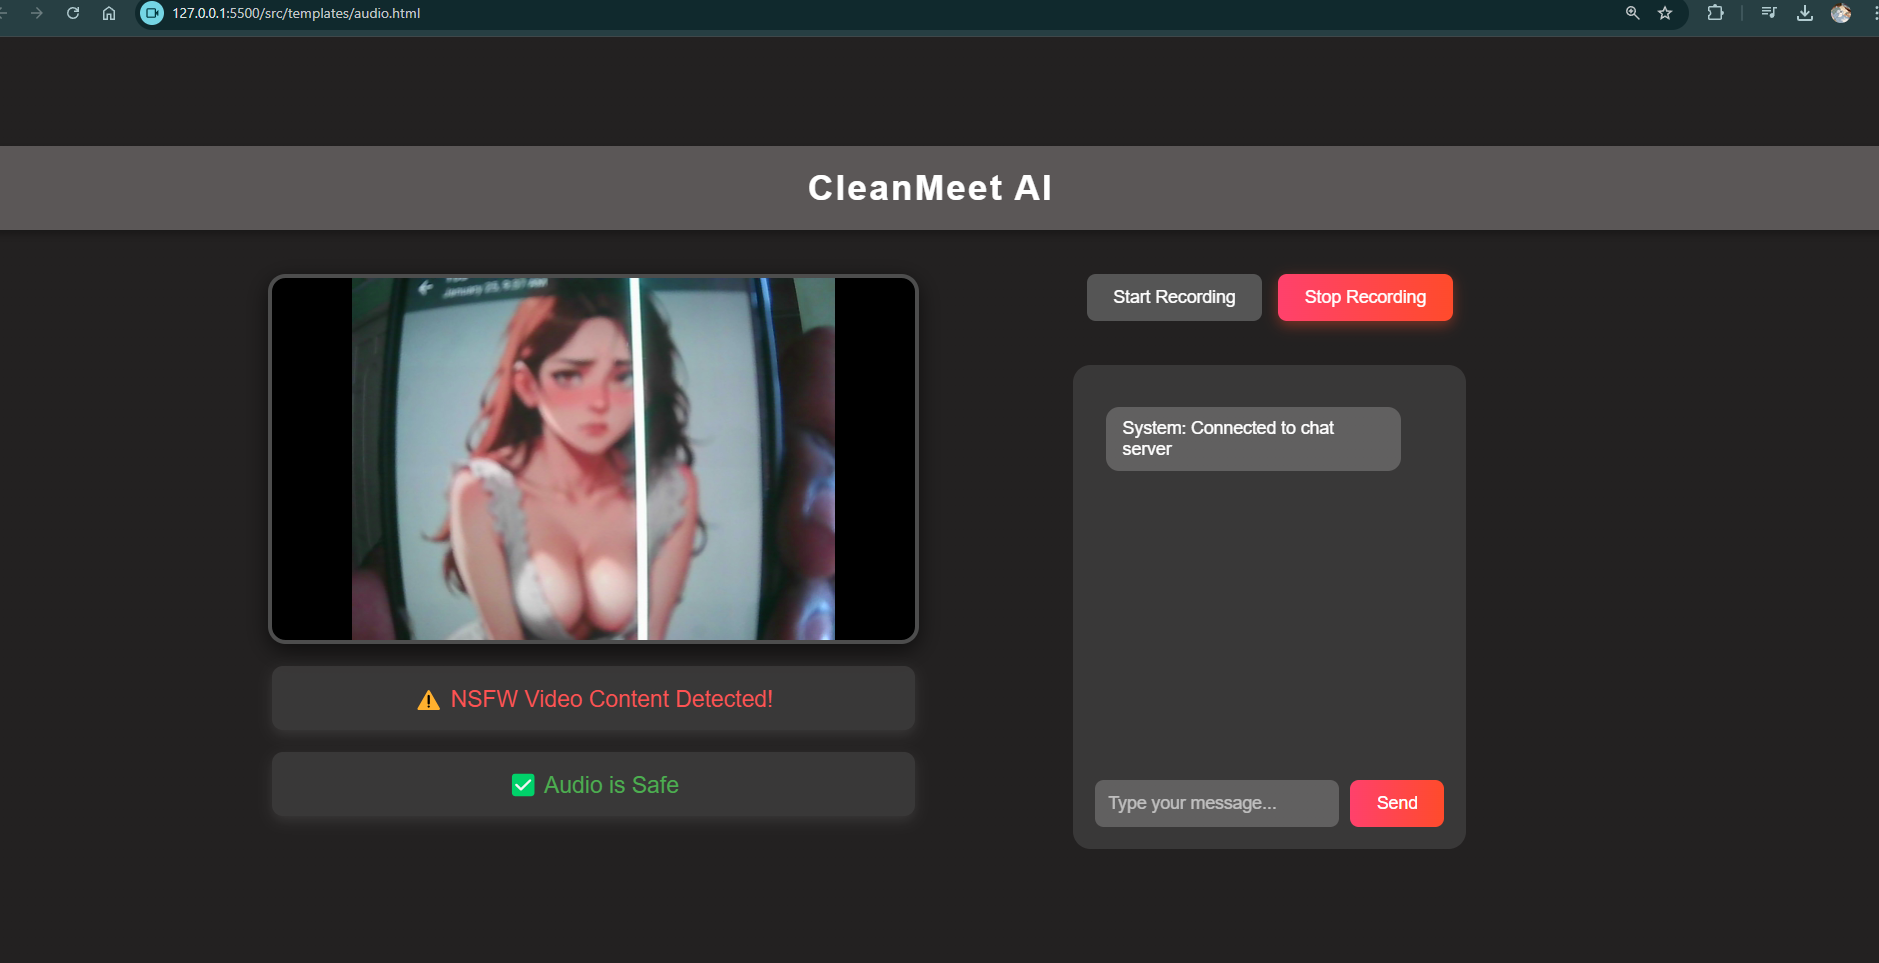 127.0.0.1:5500/src/templates/audio.html
CleanMeet AI
Start Recording
Stop Recording
System: Connected to chat
server
NSFW Video Content Detected!
Audio is Safe
Type your message...
Send